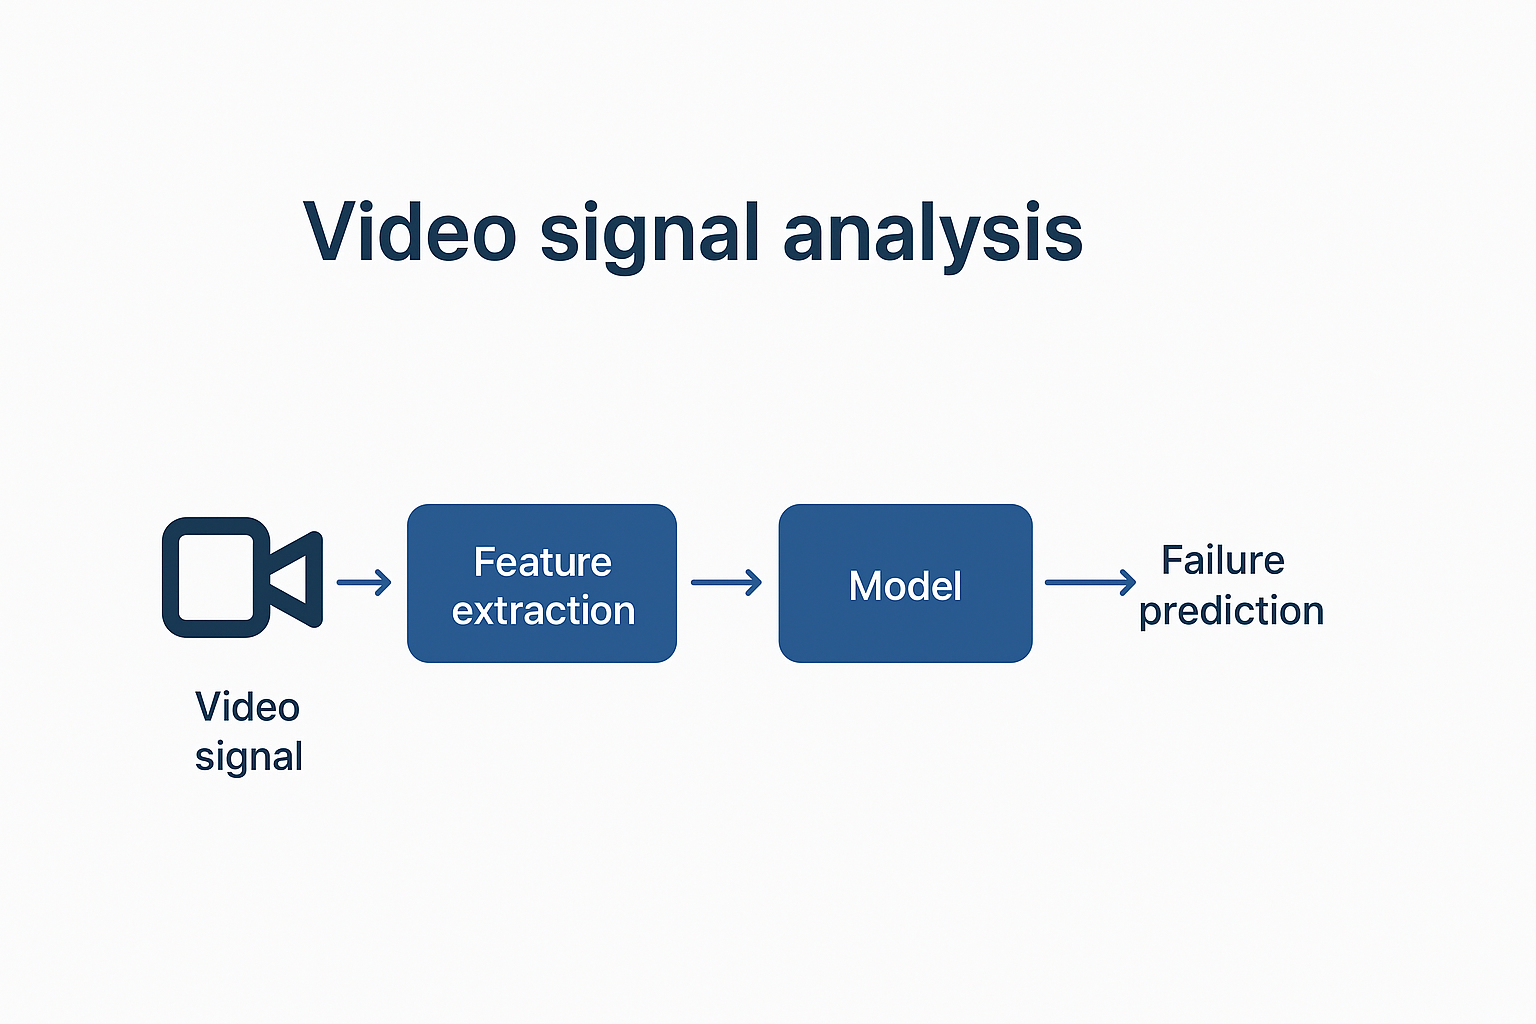 Video signal analysis
Feature
extraction
Model
Failure
prediction
Video
signal